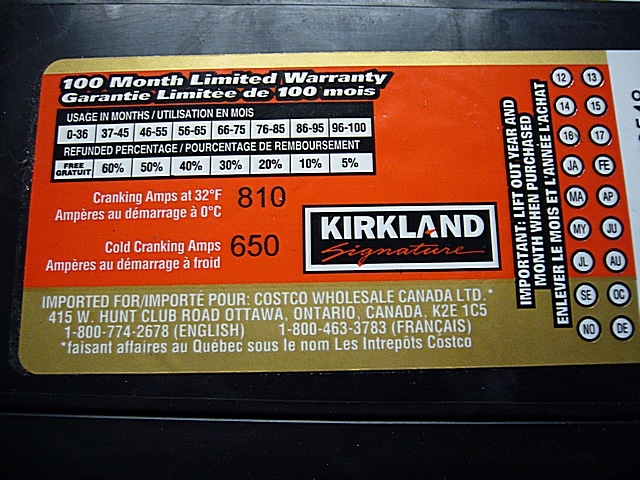 100 Month Limited Warranty
Garantie Limitée de 100 mois
USAGE IN MONTHS / UTILISATION EN MOIS
0-36 37-45 46-55 56-65 66-75 76-85 86-95 96-100
REFUNDED PERCENTAGE / POURCENTAGE DE REMBOURSEMENT
FREE GRATUIT 60% 50% 40% 30% 20% 10% 5%
Cranking Amps at 32°F 810
Ampères au démarrage à 0°C
Cold Cranking Amps 650
Ampères au démarrage à froid
KIRKLAND
Signature
IMPORTED FOR/IMPORTÉ POUR: COSTCO WHOLESALE CANADA LTD.*
415 W. HUNT CLUB ROAD OTTAWA, ONTARIO, CANADA, K2E 1C5
1-800-774-2678 (ENGLISH) 1-800-463-3783 (FRANÇAIS)
*faisant affaires au Québec sous le nom Les Intrepôts Costco
IMPORTANT: LIFT OUT YEAR AND
MONTH WHEN PURCHASED
ENLEVER LE MOIS ET L'ANNÉE L'ACHAT
12 13
14 15
16 17
JA FE
MA AP
MY JU
JL AU
SE OC
NO DE